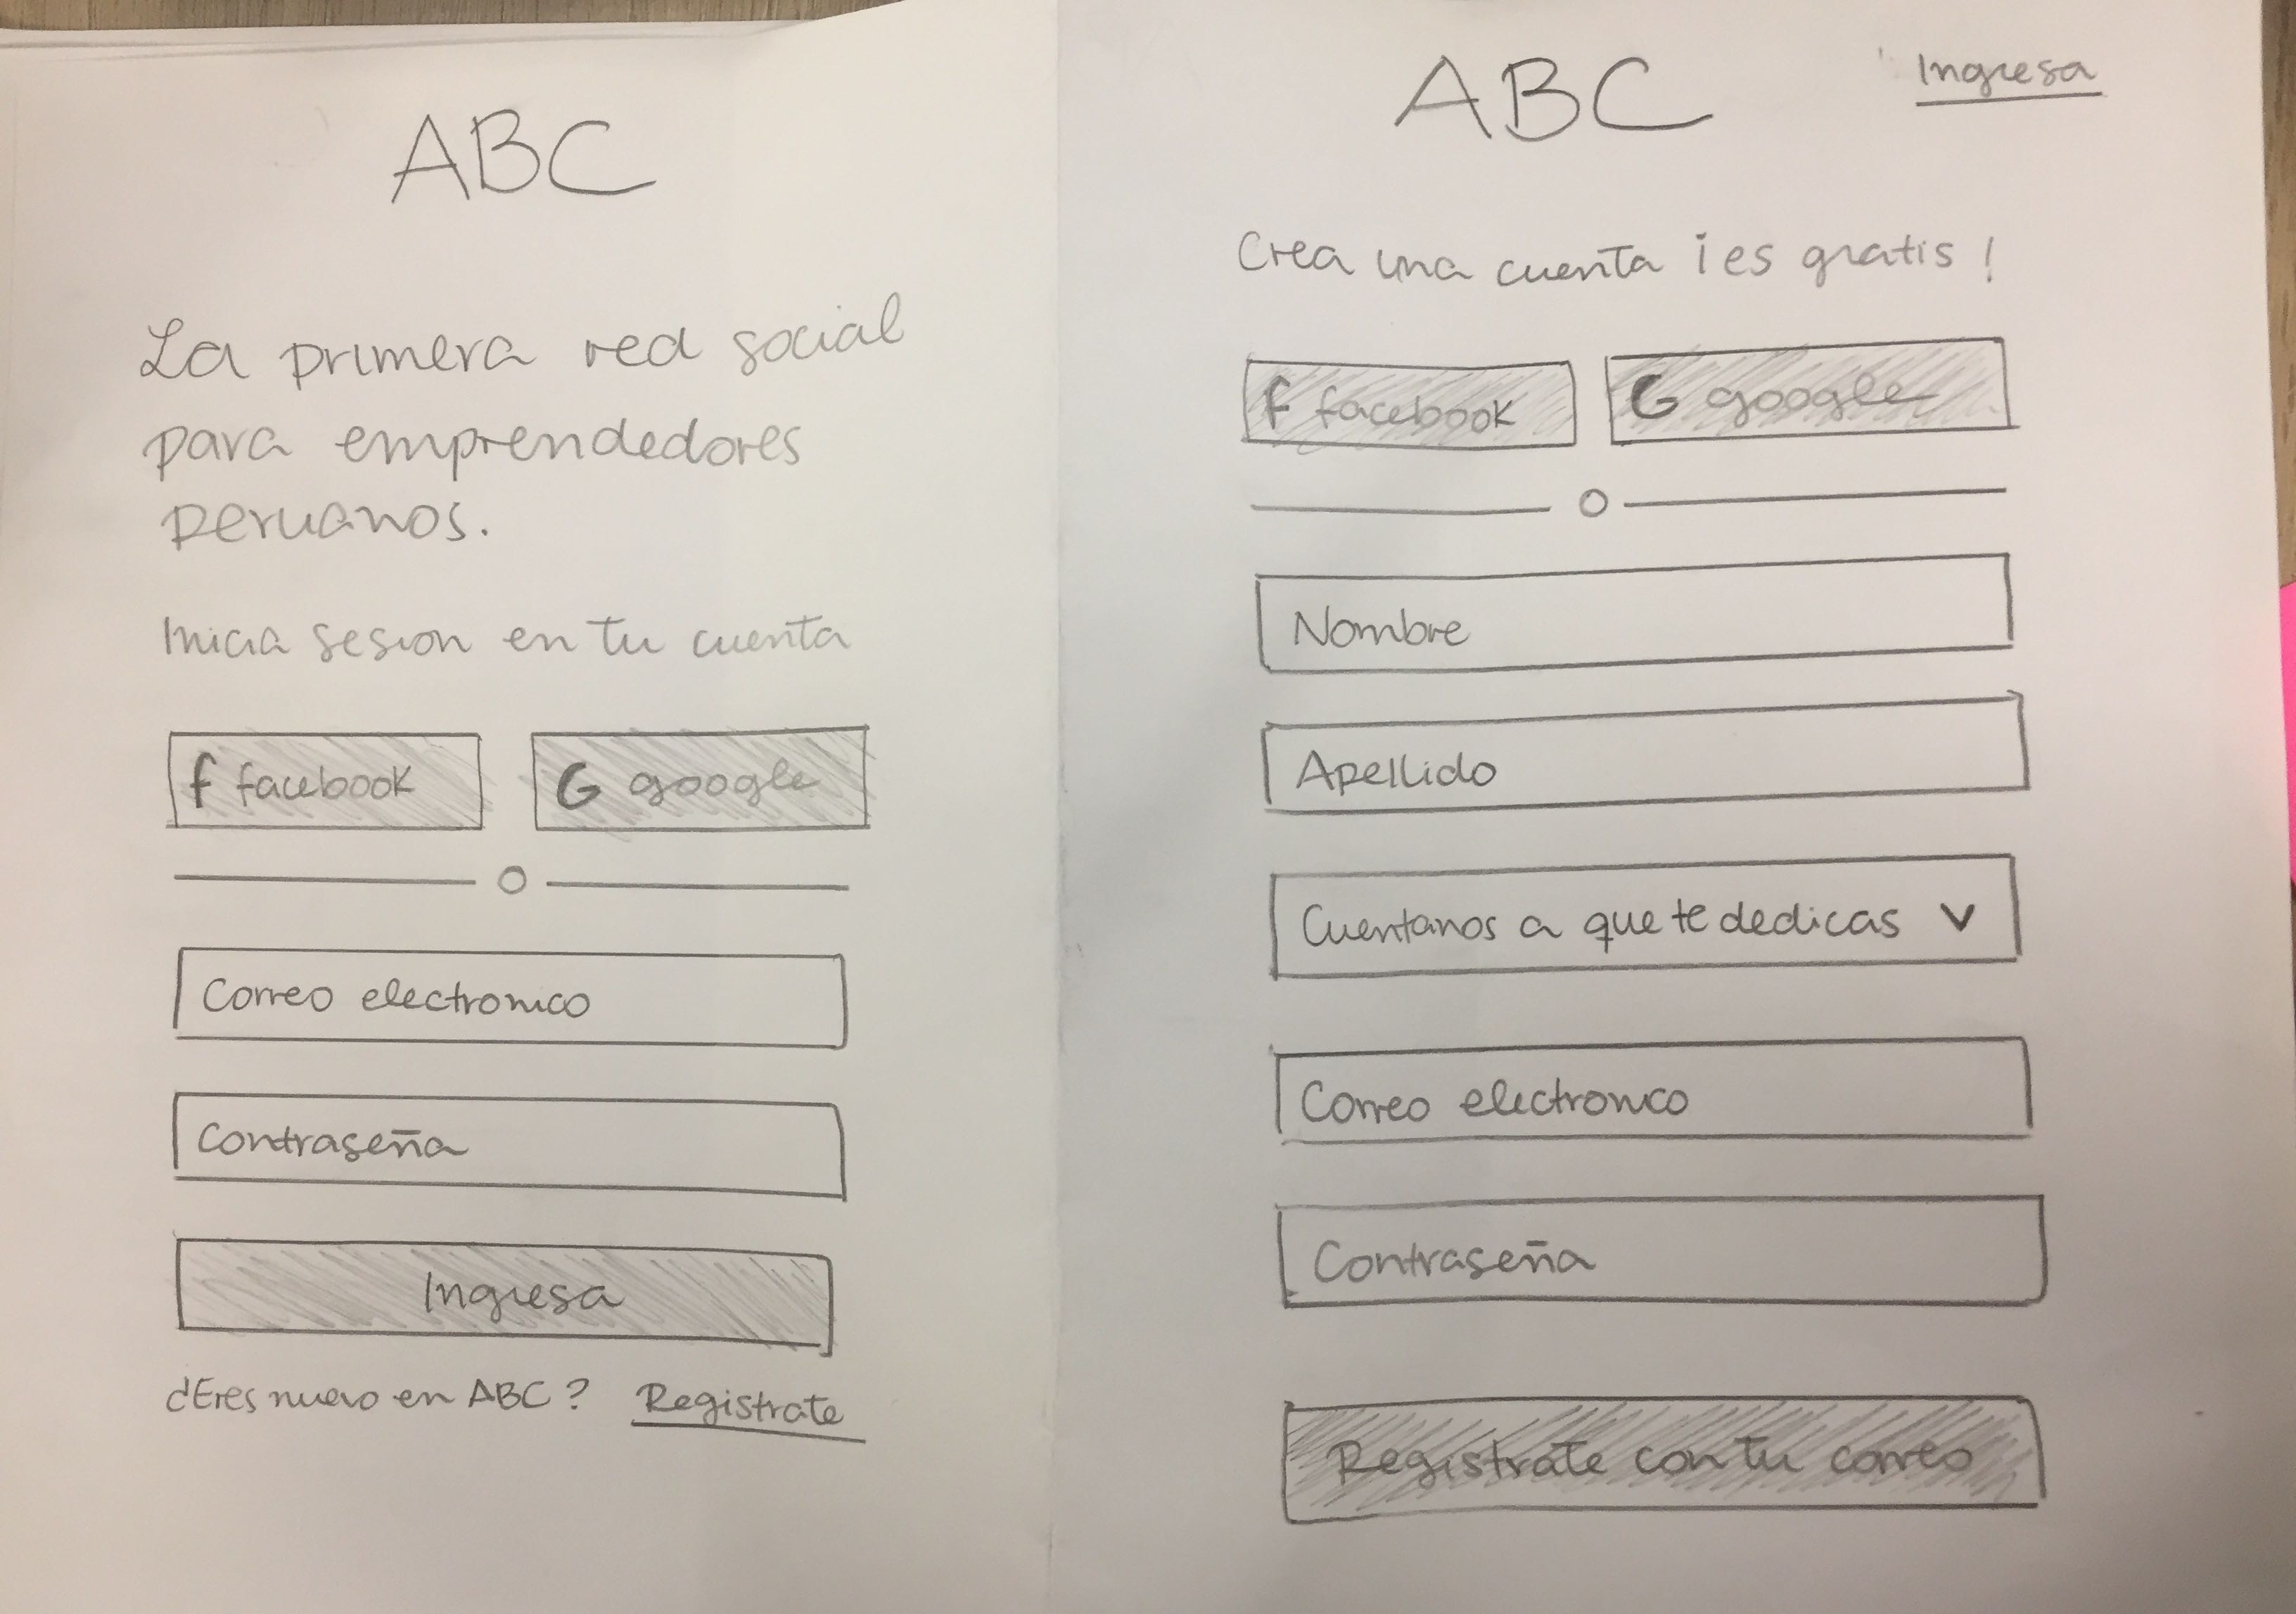 ABC
La primera red social
para emprendedores
peruanos.
Inicia sesion en tu cuenta
f facebook
G google
O
Correo electronico
Contraseña
Ingresa
¿Eres nuevo en ABC? Registrate
ABC
Ingresa
Crea una cuenta ¡es gratis!
f facebook
G google
O
Nombre
Apellido
Cuentanos a que te dedicas V
Correo electronico
Contraseña
Registrate con tu correo